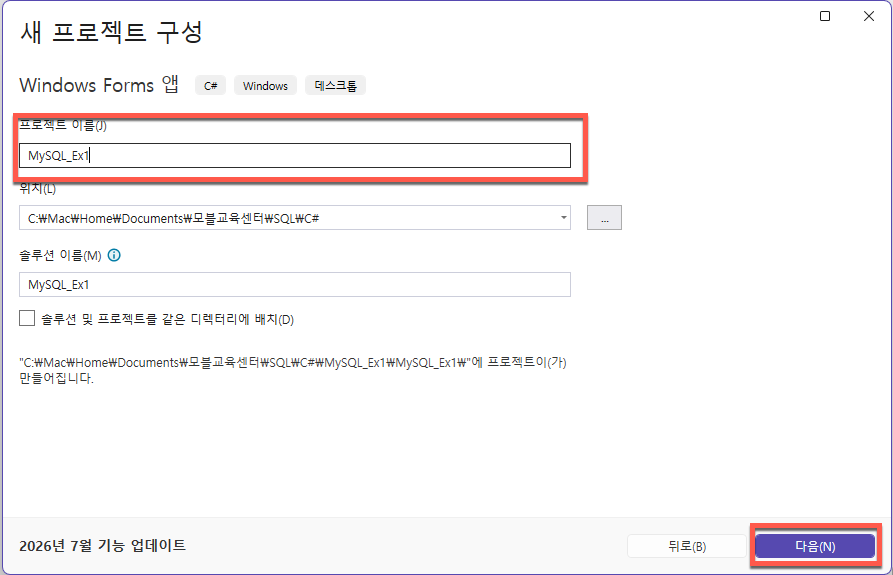 새 프로젝트 구성
Windows Forms 앱 C# Windows 데스크톱
프로젝트 이름(J)
MySQL_Ex1
위치(L)
C:₩Mac₩Home₩Documents₩모블교육센터₩SQL₩C#
...
솔루션 이름(M)
MySQL_Ex1
솔루션 및 프로젝트를 같은 디렉터리에 배치(D)
"C:₩Mac₩Home₩Documents₩모블교육센터₩SQL₩C#₩MySQL_Ex1₩MySQL_Ex1₩"에 프로젝트이(가)
만들어집니다.
2026년 7월 기능 업데이트
뒤로(B)
다음(N)